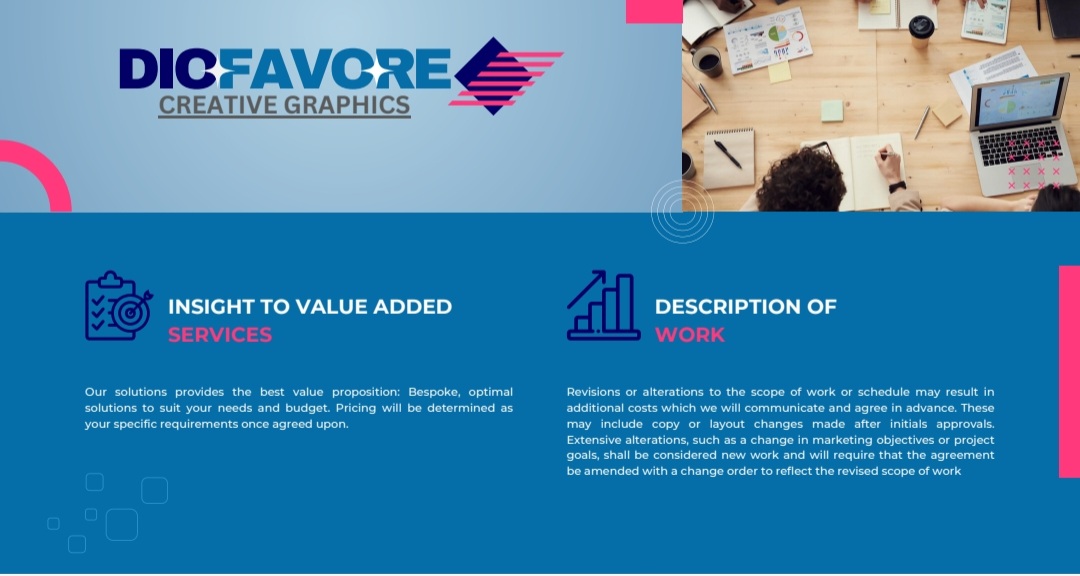 DICFAVORE
CREATIVE GRAPHICS
INSIGHT TO VALUE ADDED
SERVICES
Our solutions provides the best value proposition: Bespoke, optimal
solutions to suit your needs and budget. Pricing will be determined as
your specific requirements once agreed upon.
DESCRIPTION OF
WORK
Revisions or alterations to the scope of work or schedule may result in
additional costs which we will communicate and agree in advance. These
may include copy or layout changes made after initials approvals.
Extensive alterations, such as a change in marketing objectives or project
goals, shall be considered new work and will require that the agreement
be amended with a change order to reflect the revised scope of work